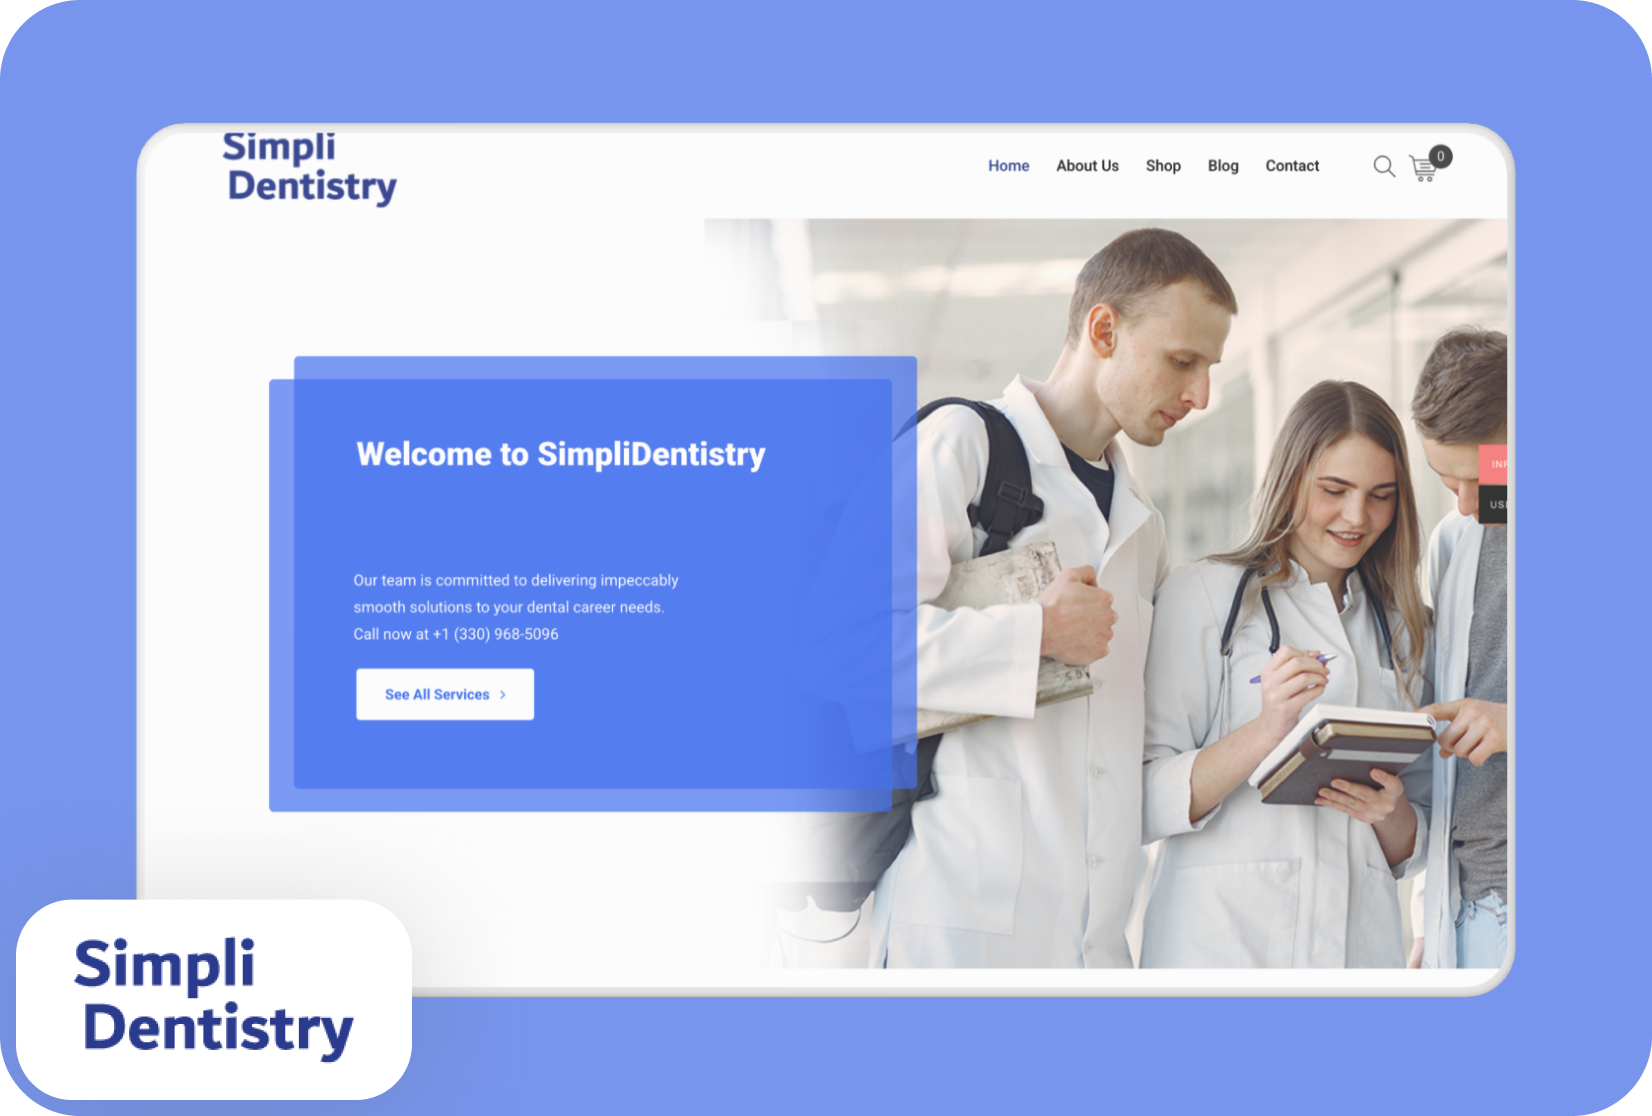 Simpli
Dentistry
Home About Us Shop Blog Contact
0
Welcome to SimpliDentistry
Our team is committed to delivering impeccably
smooth solutions to your dental career needs.
Call now at +1 (330) 968-5096
See All Services
Simpli
Dentistry